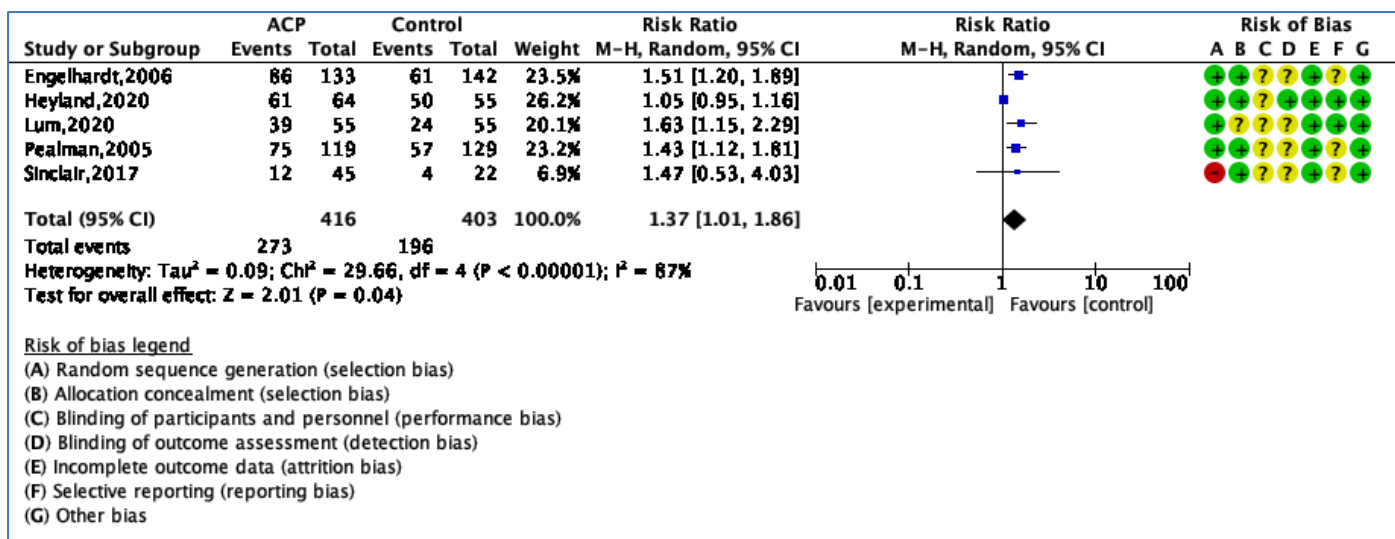 ACP Control Risk Ratio Risk Ratio Risk of Bias
Study or Subgroup Events Total Events Total Weight M-H, Random, 95% CI M-H, Random, 95% CI A B C D E F G
Engelhardt,2006 86 133 61 142 23.5% 1.51 [1.20, 1.89] + + ? ? + ? +
Heyland,2020 61 64 50 55 26.2% 1.05 [0.95, 1.16] + + ? + + + +
Lum,2020 39 55 24 55 20.1% 1.63 [1.15, 2.29] + ? ? ? + + +
Pealman,2005 75 119 57 129 23.2% 1.43 [1.12, 1.81] + + ? ? + ? +
Sinclair,2017 12 45 4 22 6.9% 1.47 [0.53, 4.03] - + ? ? + ? +
Total (95% CI) 416 403 100.0% 1.37 [1.01, 1.86]
Total events 273 196
Heterogeneity: Tau² = 0.09; Chi² = 29.66, df = 4 (P < 0.00001); I² = 87%
Test for overall effect: Z = 2.01 (P = 0.04)
0.01 0.1 1 10 100
Favours [experimental] Favours [control]
Risk of bias legend
(A) Random sequence generation (selection bias)
(B) Allocation concealment (selection bias)
(C) Blinding of participants and personnel (performance bias)
(D) Blinding of outcome assessment (detection bias)
(E) Incomplete outcome data (attrition bias)
(F) Selective reporting (reporting bias)
(G) Other bias